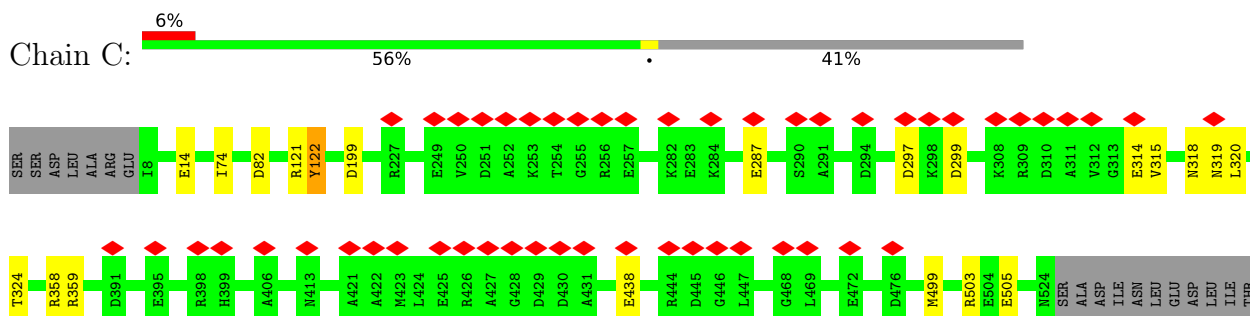 6%
Chain C:
56% • 41%
SER SER ASP LEU ALA ARG GLU I8 E14 I74 D82 R121 Y122 D199 R227 E249 V250 D251 A252 K253 T254 G255 R256 E257 K282 E283 K284 E287 S290 A291 D294 D297 K298 D299 K308 R309 D310 A311 V312 G313 E314 V315 N318 N319 L320
T324 R358 R359 D391 E395 R398 H399 A406 N413 A421 A422 M423 L424 E425 R426 A427 G428 D429 D430 A431 E438 R444 D445 G446 L447 G468 L469 E472 D476 M499 R503 E504 E505 N524 SER ALA ASP ILE ASN LEU GLU ASP LEU ILE THR